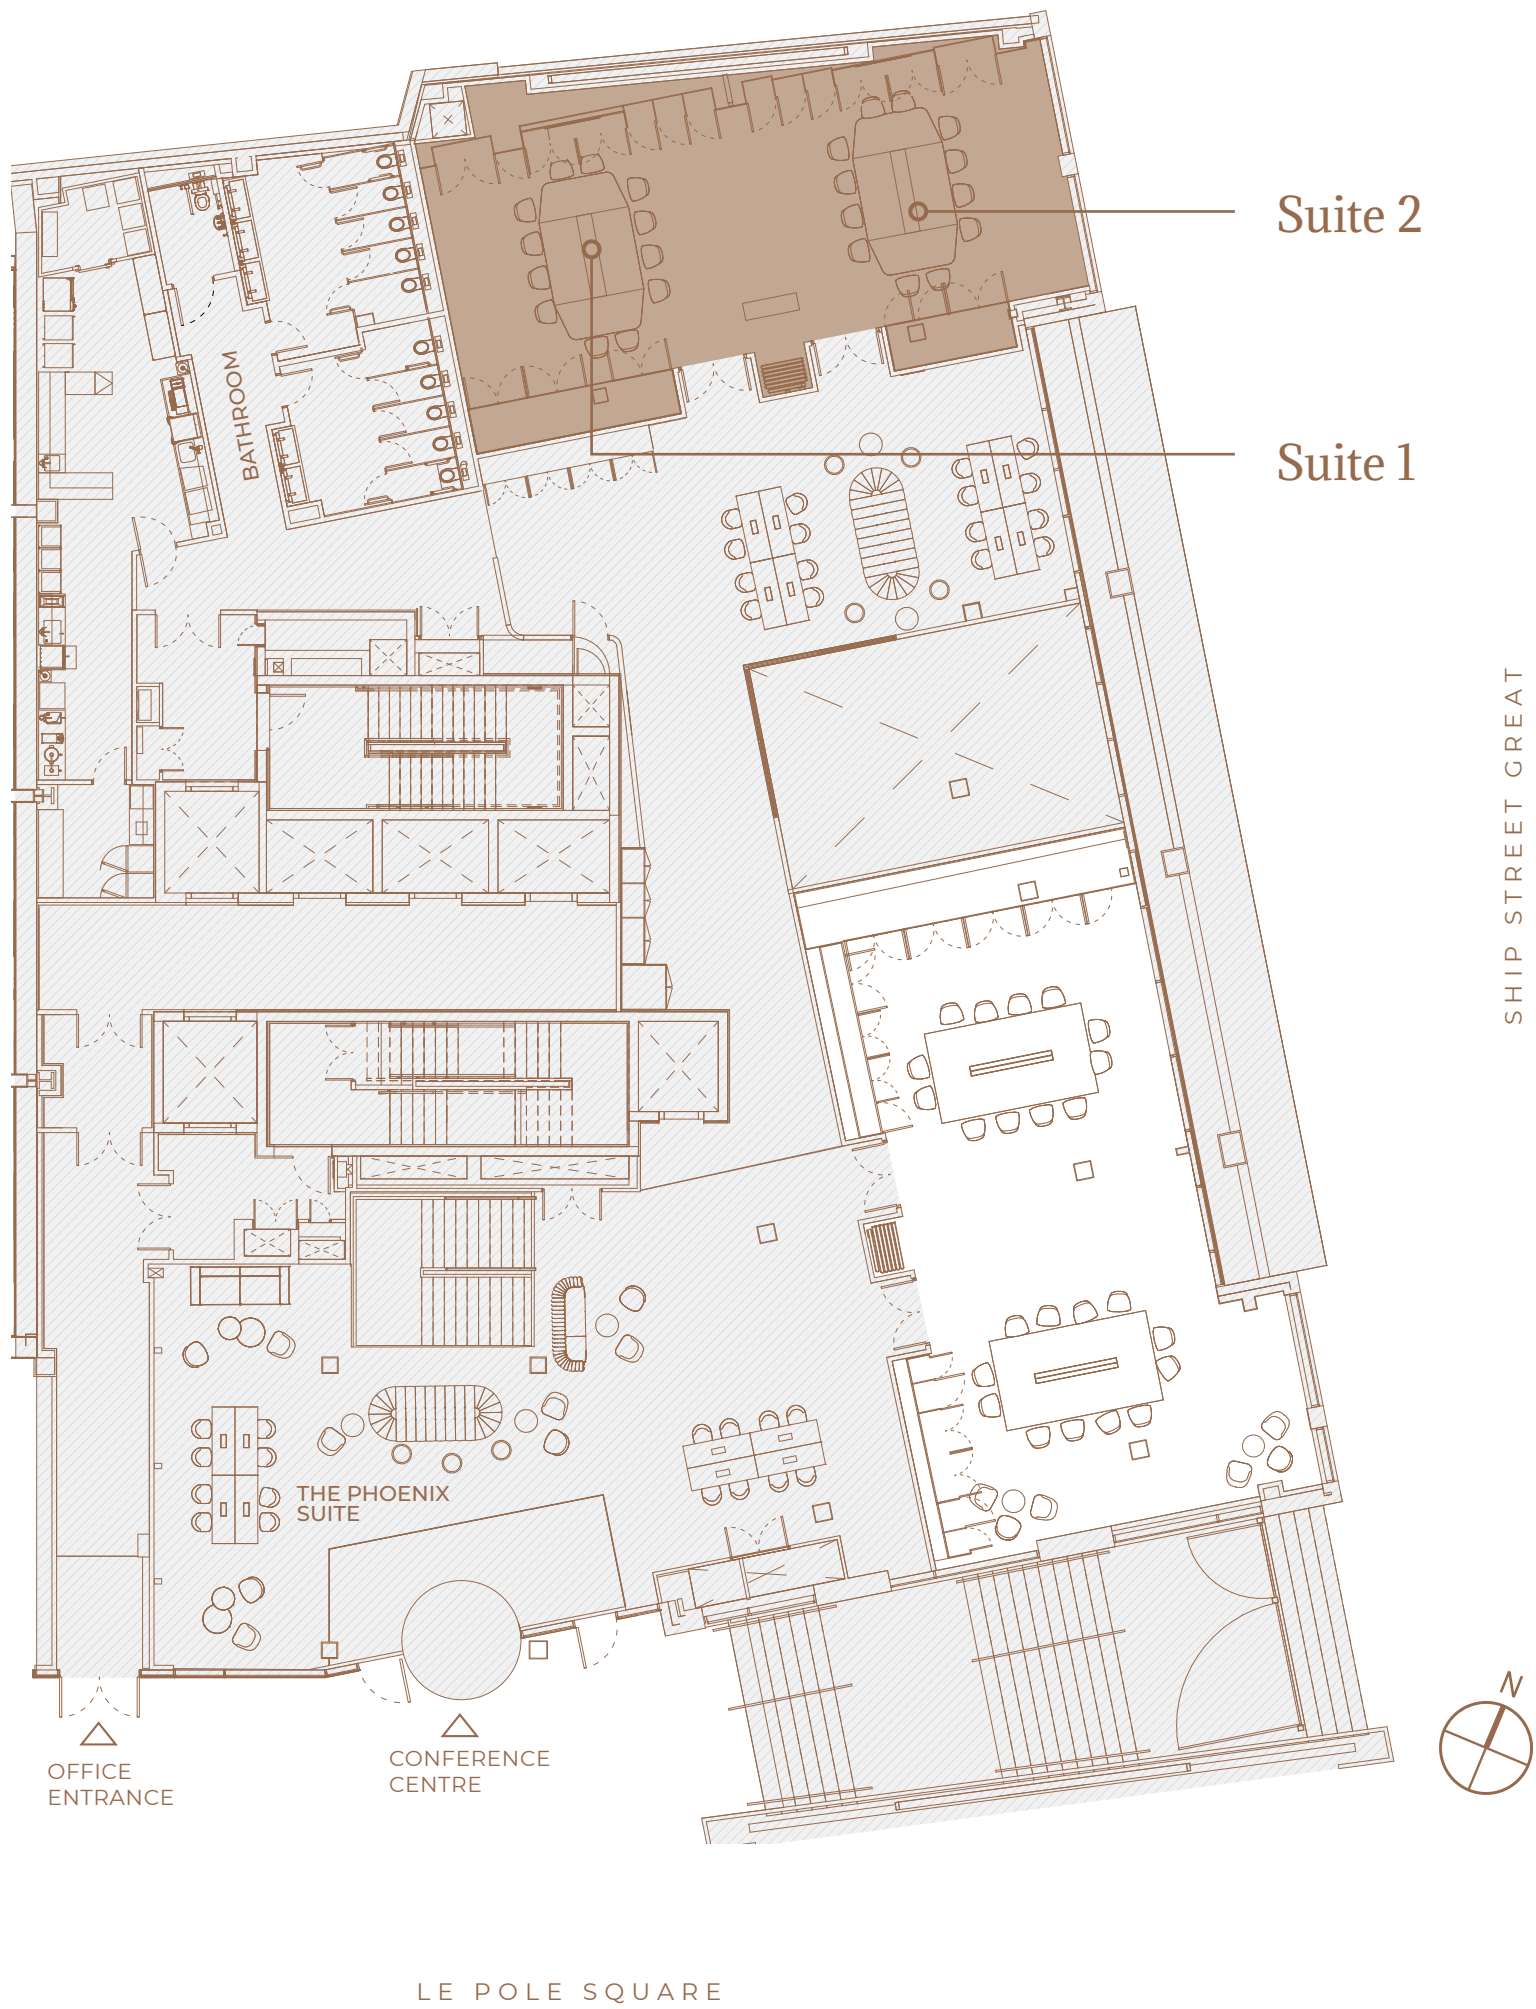 Suite 2
Suite 1
BATHROOM
SHIP STREET GREAT
THE PHOENIX
SUITE
N
OFFICE
ENTRANCE
CONFERENCE
CENTRE
LE POLE SQUARE